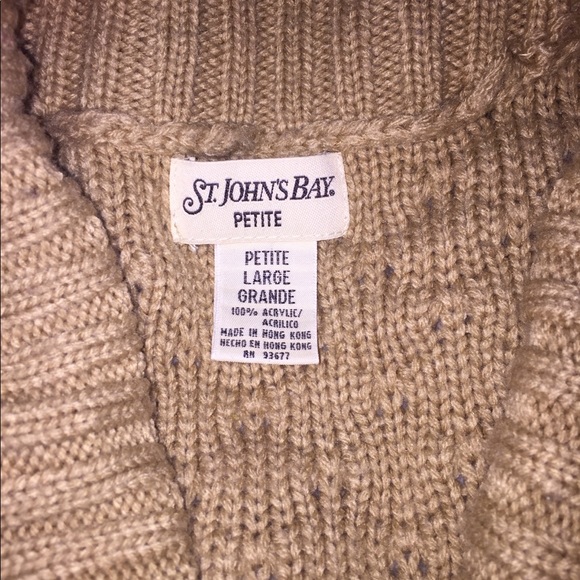 ST. JOHN'S BAY®
PETITE
PETITE
LARGE
GRANDE
100% ACRYLIC/
ACRILICO
MADE IN HONG KONG
HECHO EN HONG KONG
RN 93677